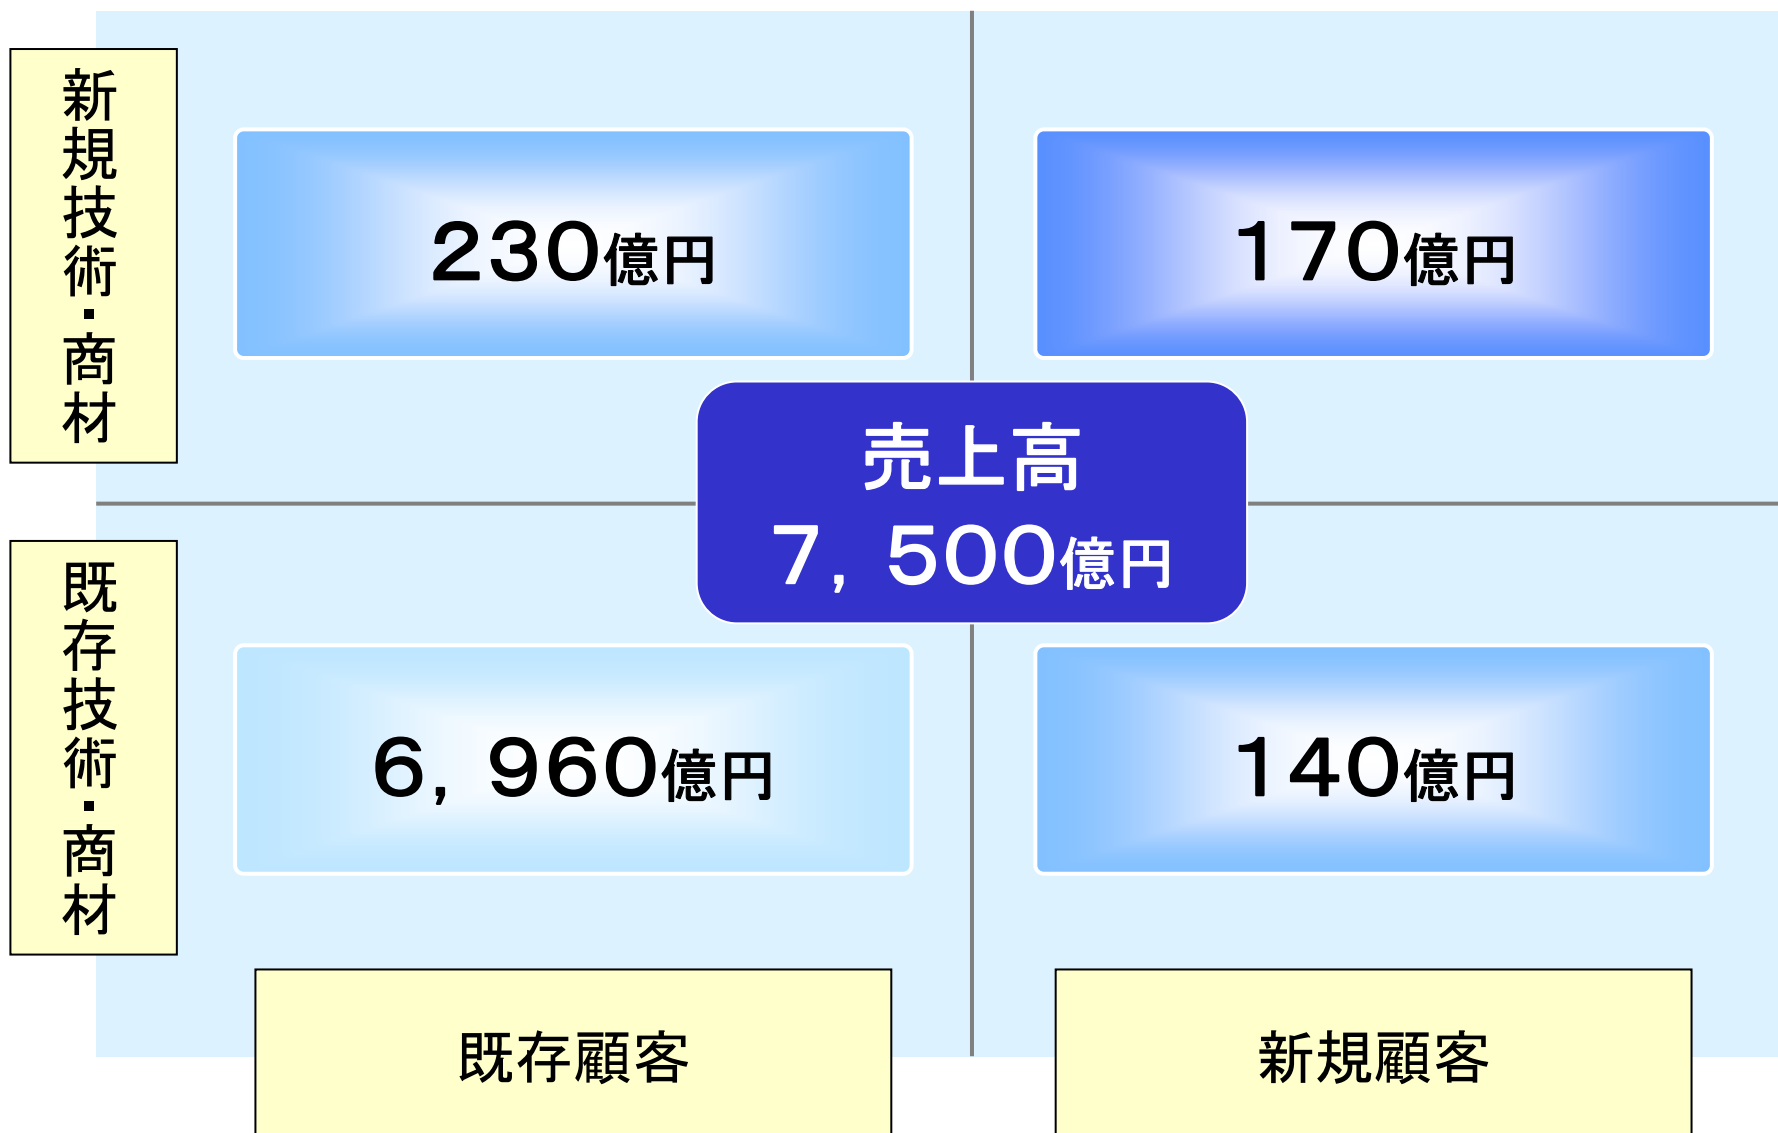 新規技術・商材
230億円
170億円
売上高
7，500億円
既存技術・商材
6，960億円
140億円
既存顧客
新規顧客